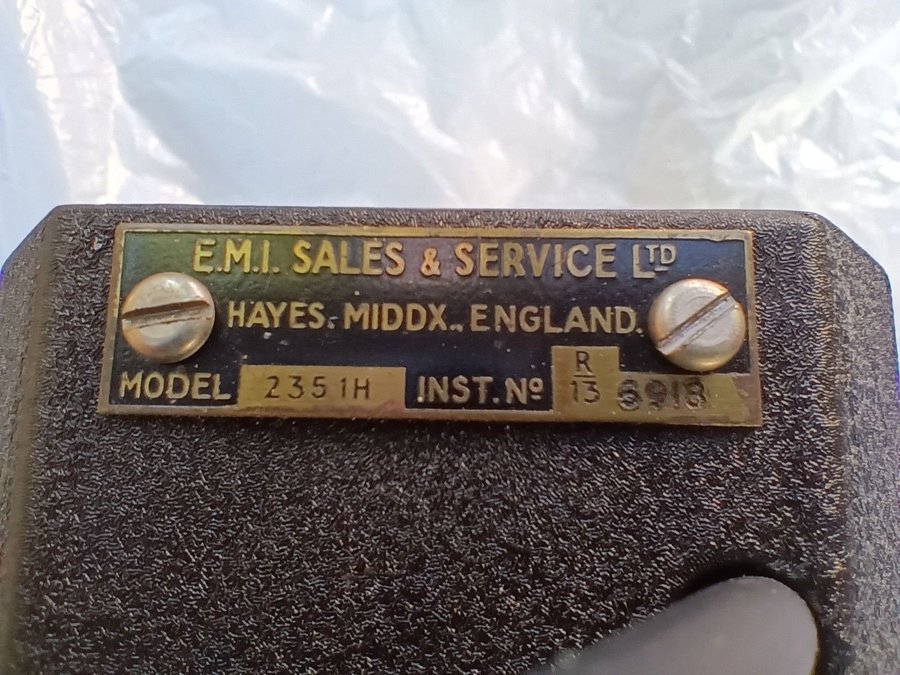 E.M.I. SALES & SERVICE LTD
HAYES. MIDDX., ENGLAND.
MODEL 2351H INST. No R/13 6918